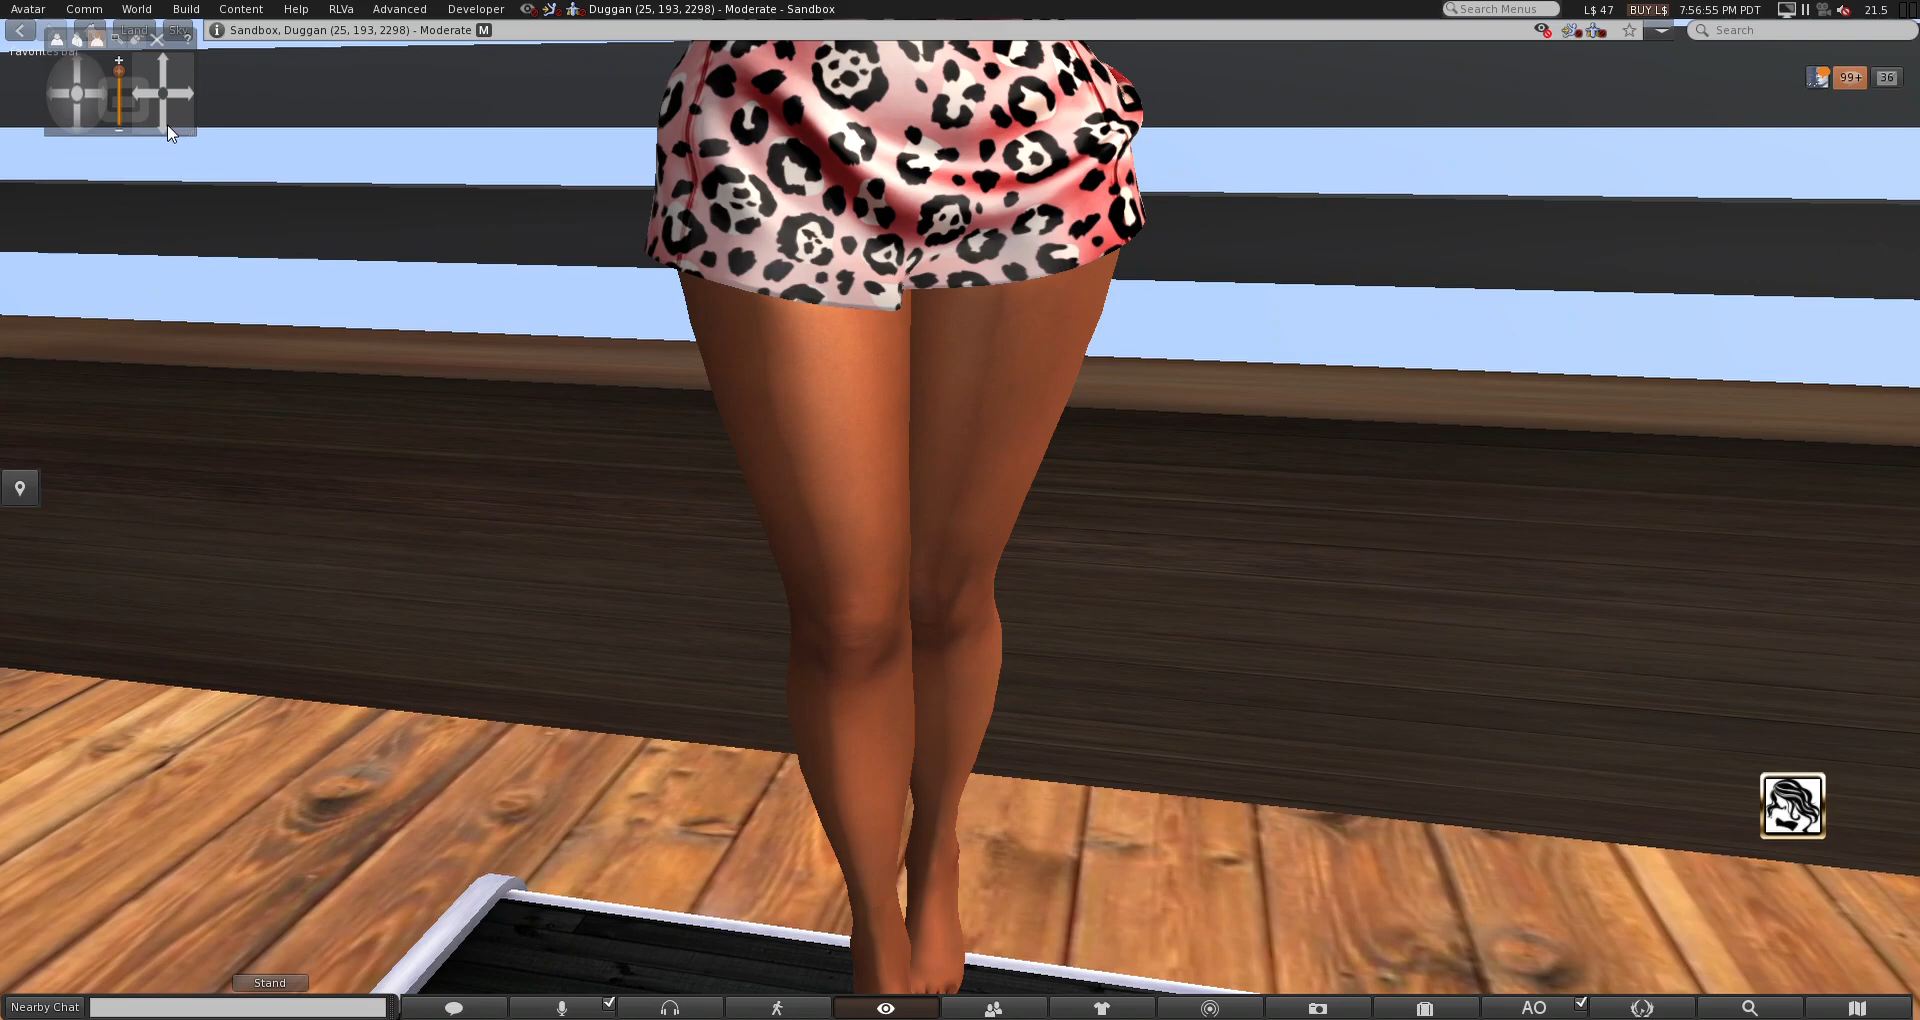 Avatar Comm World Build Content Help RLVa Advanced Developer Duggan (25, 193, 2298) - Moderate - Sandbox Search Menus L$ 47 BUY L$ 7:56:55 PM PDT 21.5
Land Sky Sandbox, Duggan (25, 193, 2298) - Moderate M Search
Favorites Bar
99+ 36
Stand
Nearby Chat AO